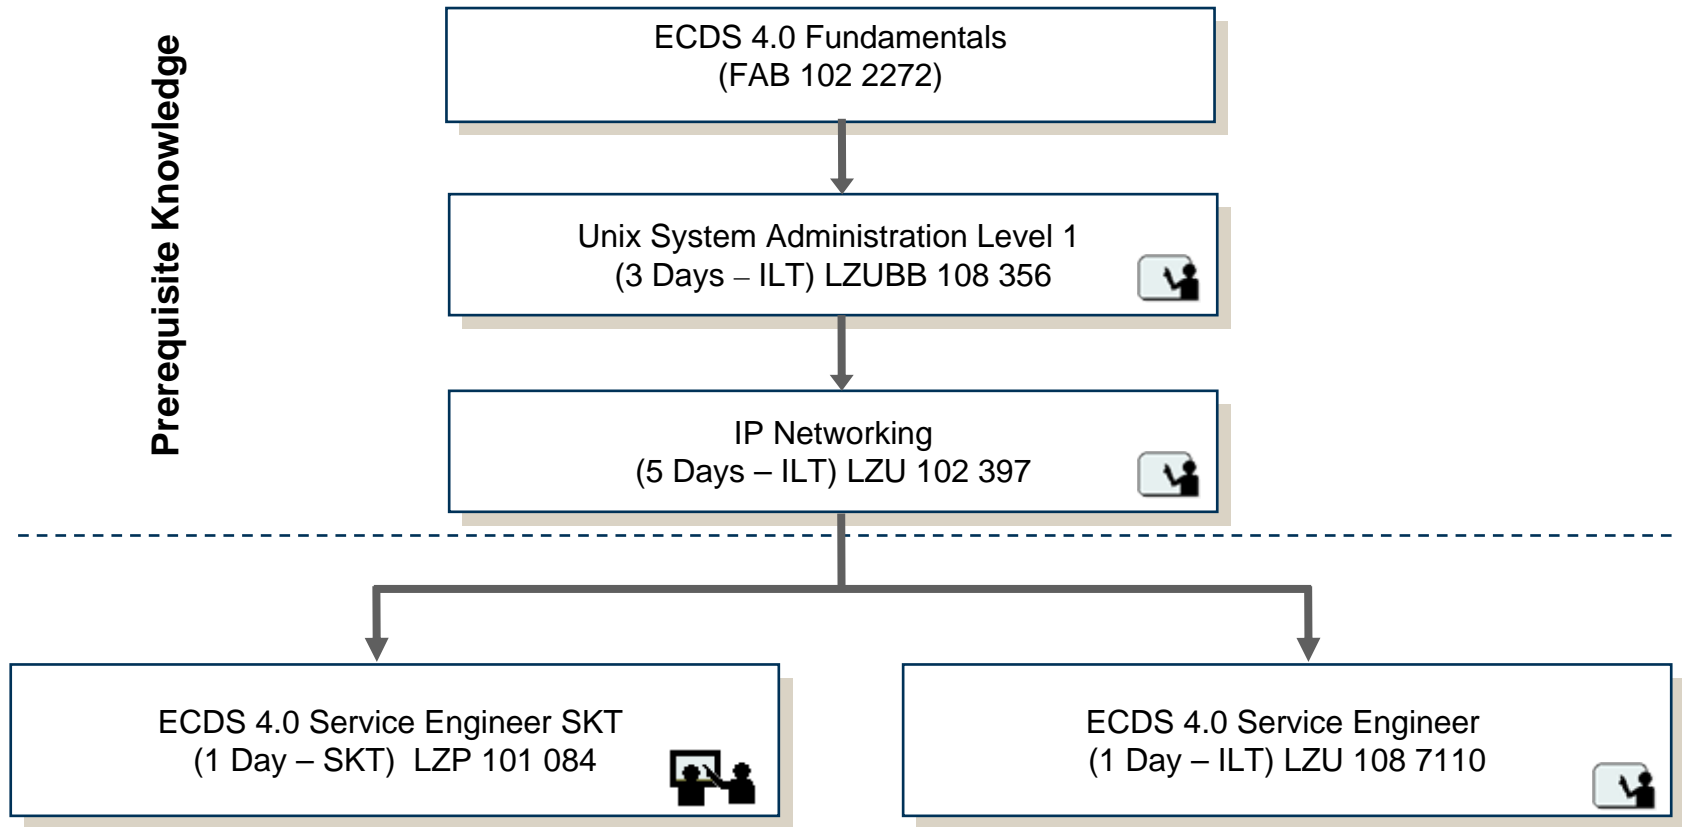 Prerequisite Knowledge
ECDS 4.0 Fundamentals
(FAB 102 2272)
Unix System Administration Level 1
(3 Days – ILT) LZUBB 108 356
IP Networking
(5 Days – ILT) LZU 102 397
ECDS 4.0 Service Engineer SKT
(1 Day – SKT) LZP 101 084
ECDS 4.0 Service Engineer
(1 Day – ILT) LZU 108 7110